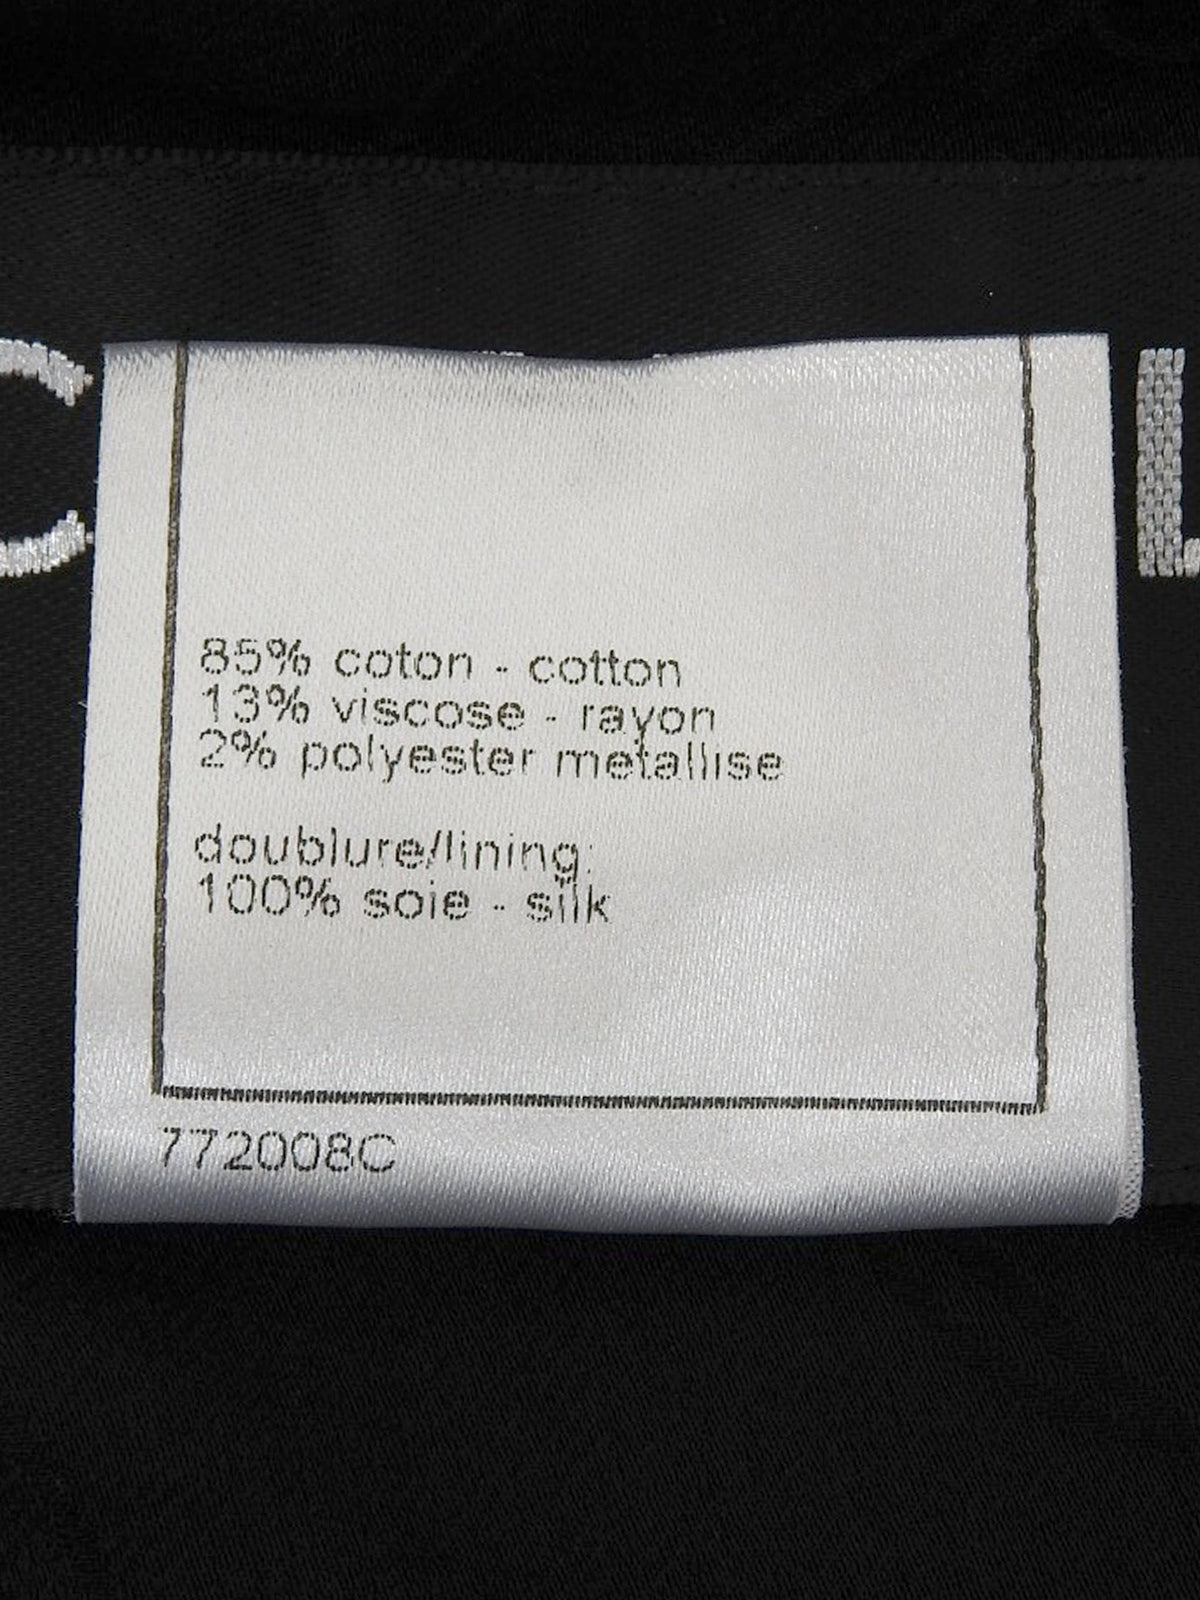 C L
85% coton - cotton
13% viscose - rayon
2% polyester metallise
doublure/lining:
100% soie - silk
772008C